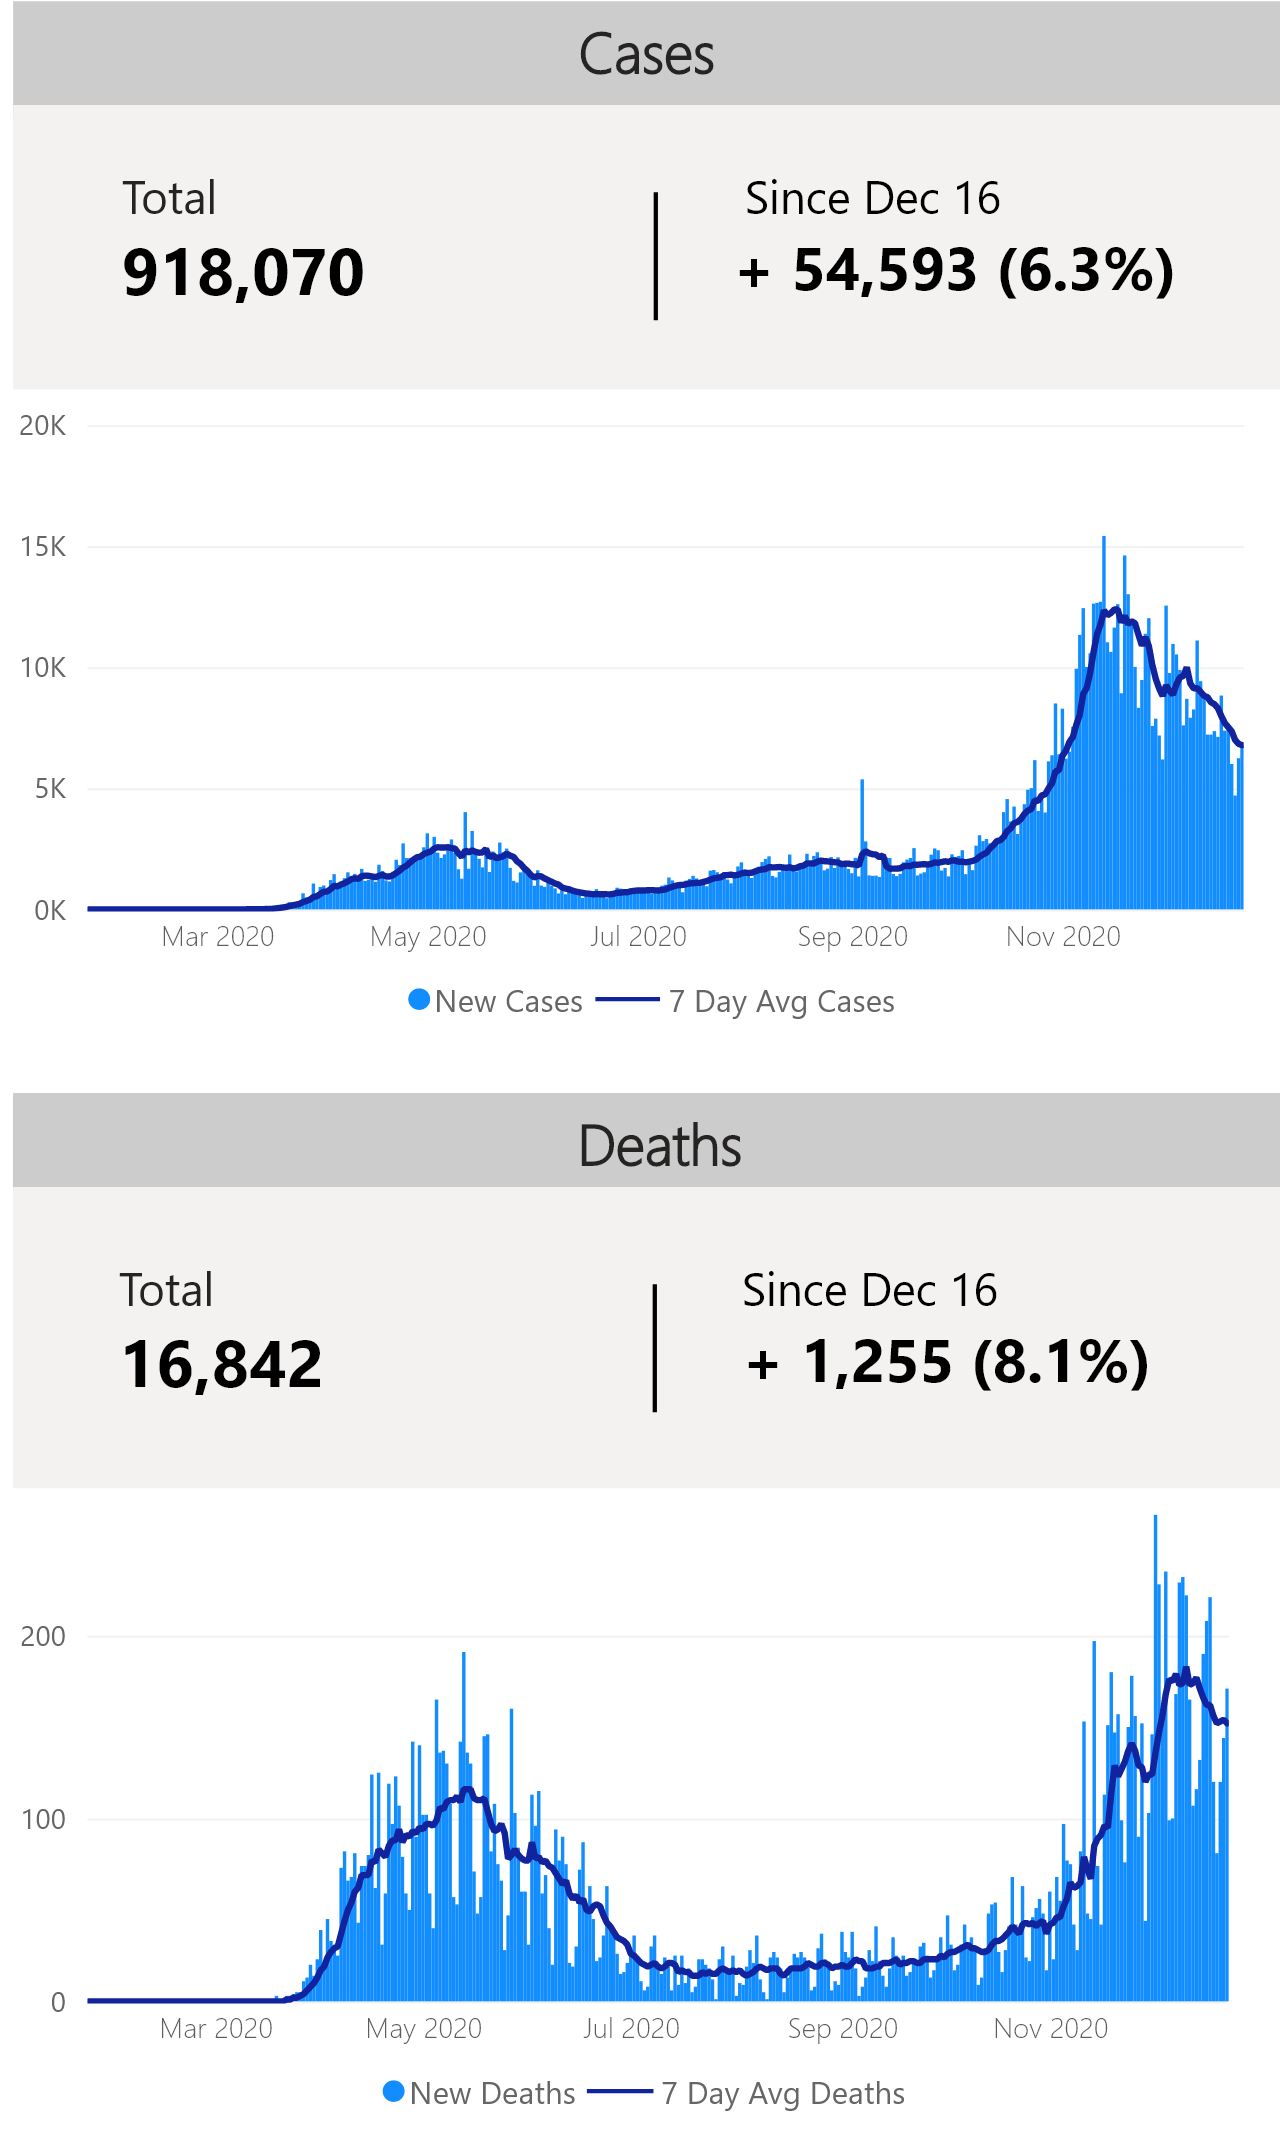 Cases
Total
Since Dec 16
918,070
+ 54,593 (6.3%)
20K
15K
10K
5K
0K
Mar 2020
May 2020
Jul 2020
Sep 2020
Nov 2020
New Cases
7 Day Avg Cases
Deaths
Total
Since Dec 16
16,842
+ 1,255 (8.1%)
200
100
0
Mar 2020
May 2020
Jul 2020
Sep 2020
Nov 2020
New Deaths
7 Day Avg Deaths